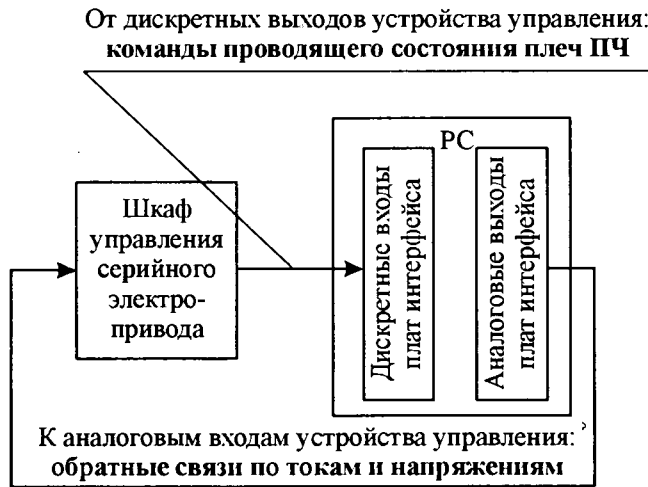 От дискретных выходов устройства управления:
команды проводящего состояния плеч ПЧ
РС
Шкаф
управления
серийного
электро-
привода
Дискретные входы
плат интерфейса
Аналоговые выходы
плат интерфейса
К аналоговым входам устройства управления:
обратные связи по токам и напряжениям